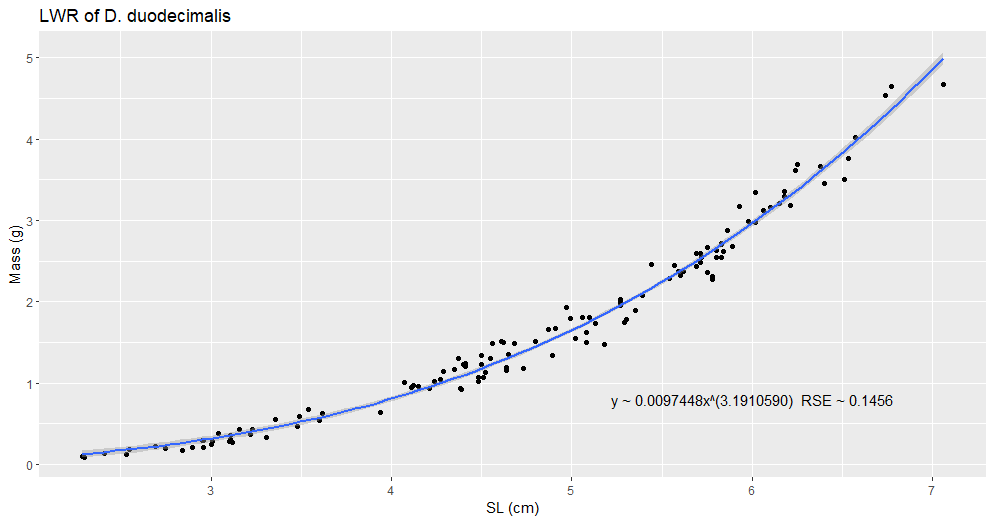 LWR of D. duodecimalis
5
4
3
2
1
0
Mass (g)
y ~ 0.0097448x^(3.1910590)  RSE ~ 0.1456
3 4 5 6 7
SL (cm)